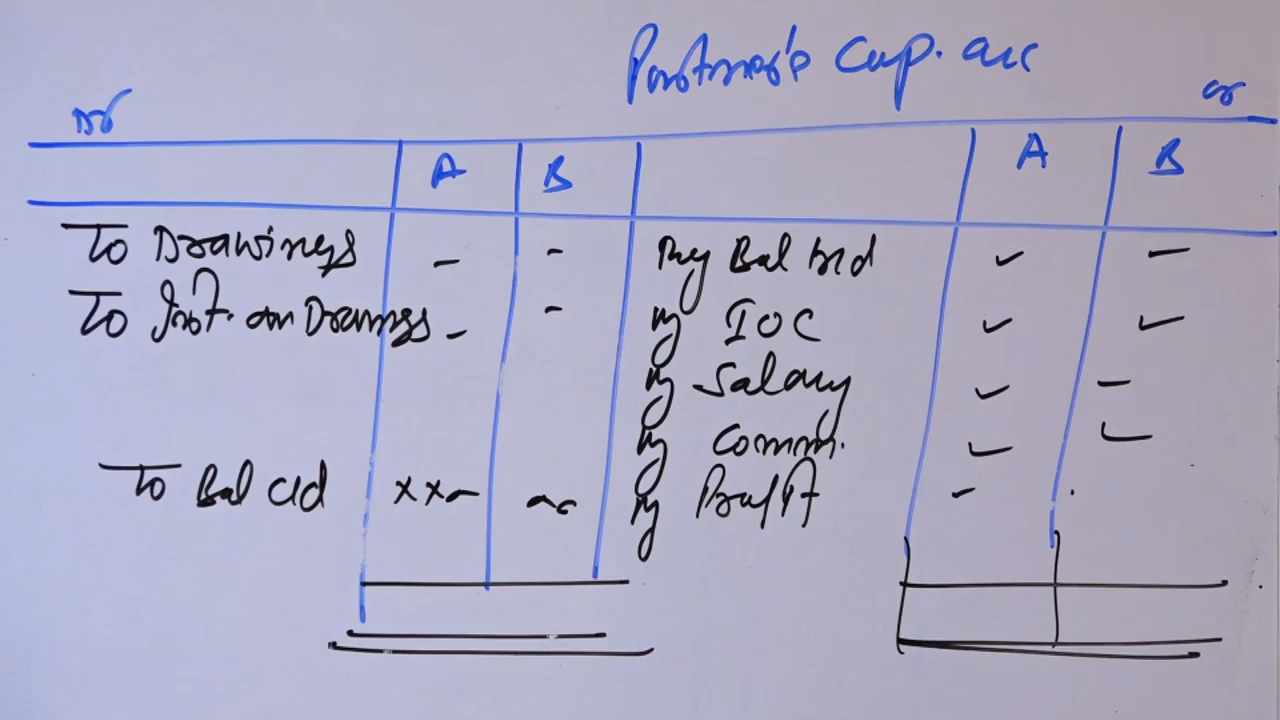 Partner's Cap. a/c
Dr Cr
A B A B
To Drawings - - By Bal b/d ✓ -
To Int. on Drawings - - By IOC ✓ ✓
By Salary ✓ -
By Comm. ✓ ✓
To Bal c/d x x By Profit -